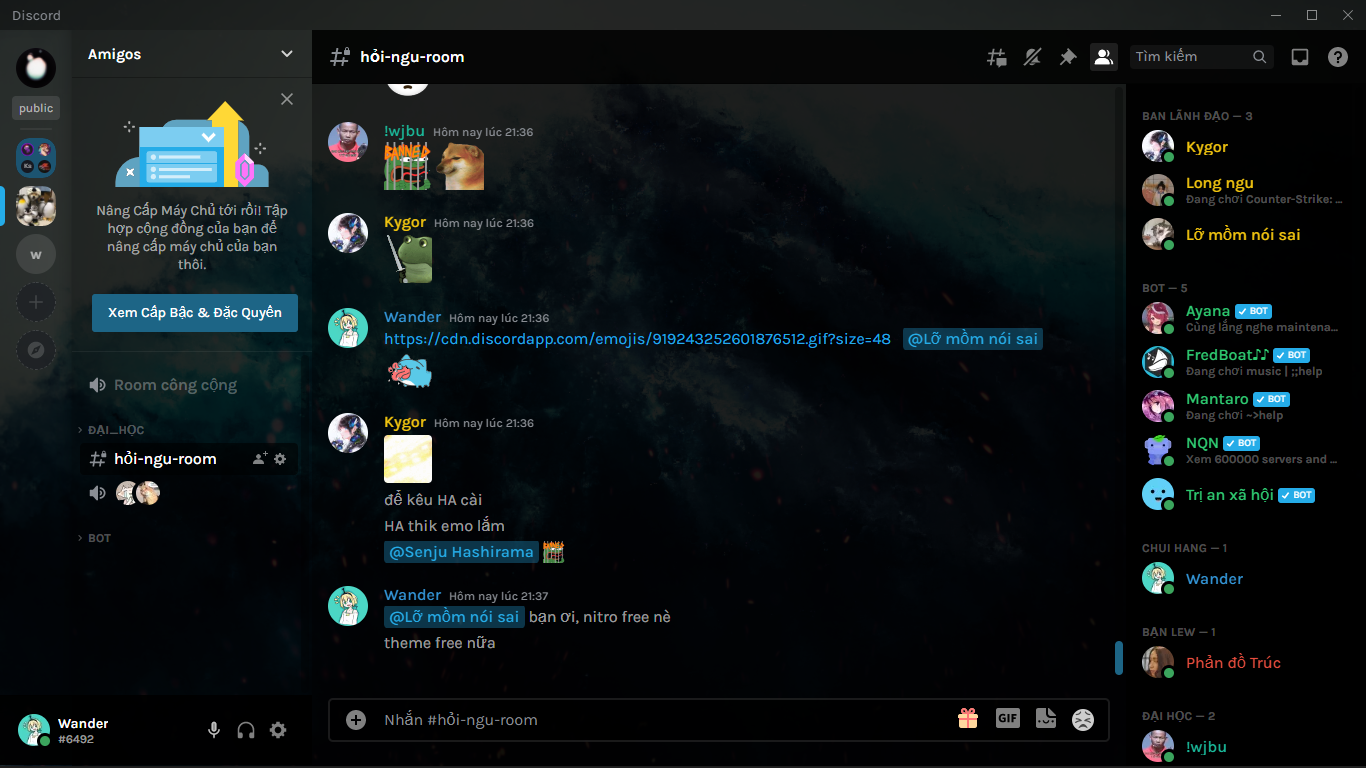 Discord
public
w
Amigos
Nâng Cấp Máy Chủ tới rồi! Tập
hợp cộng đồng của bạn để
nâng cấp máy chủ của bạn
thôi.
Xem Cấp Bậc & Đặc Quyền
Room công cộng
ĐẠI_HỌC
hỏi-ngu-room
BOT
Wander
#6492
hỏi-ngu-room
Tìm kiếm
!wjbu Hôm nay lúc 21:36
BANNED
Kygor Hôm nay lúc 21:36
Wander Hôm nay lúc 21:36
https://cdn.discordapp.com/emojis/919243252601876512.gif?size=48 @Lỡ mồm nói sai
Kygor Hôm nay lúc 21:36
để kêu HA cài
HA thik emo lắm
@Senju Hashirama
Wander Hôm nay lúc 21:37
@Lỡ mồm nói sai bạn ơi, nitro free nè
theme free nữa
Nhắn #hỏi-ngu-room
GIF
BAN LÃNH ĐẠO — 3
Kygor
Long ngu
Đang chơi Counter-Strike: ...
Lỡ mồm nói sai
BOT — 5
Ayana BOT
Cùng lắng nghe maintena...
FredBoat♪♪ BOT
Đang chơi music | ;;help
Mantaro BOT
Đang chơi ~>help
NQN BOT
Xem 600000 servers and ...
Trị an xã hội BOT
CHUI HANG — 1
Wander
BẠN LEW — 1
Phản đồ Trúc
ĐẠI HỌC — 2
!wjbu